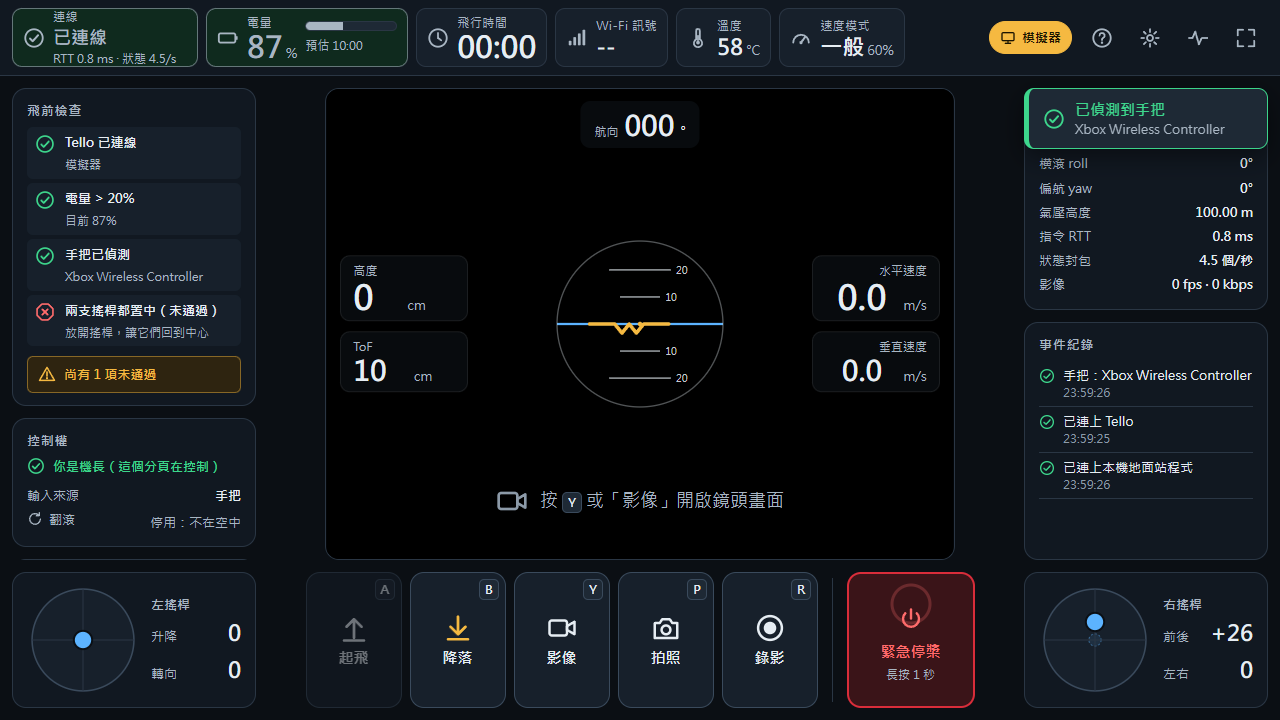 連線
已連線
RTT 0.8 ms · 狀態 4.5/s
電量
87 %
預估 10:00
飛行時間
00:00
Wi-Fi 訊號
--
溫度
58 °C
速度模式
一般 60%
模擬器
飛前檢查
Tello 已連線
模擬器
電量 > 20%
目前 87%
手把已偵測
Xbox Wireless Controller
兩支搖桿都置中（未通過）
放開搖桿，讓它們回到中心
尚有 1 項未通過
控制權
你是機長（這個分頁在控制）
輸入來源 手把
翻滾 停用：不在空中
航向 000 °
高度
0 cm
ToF
10 cm
20
10
10
20
水平速度
0.0 m/s
垂直速度
0.0 m/s
按 Y 或「影像」開啟鏡頭畫面
已偵測到手把
Xbox Wireless Controller
橫滾 roll 0°
偏航 yaw 0°
氣壓高度 100.00 m
指令 RTT 0.8 ms
狀態封包 4.5 個/秒
影像 0 fps · 0 kbps
事件紀錄
手把：Xbox Wireless Controller
23:59:26
已連上 Tello
23:59:25
已連上本機地面站程式
23:59:26
左搖桿
升降 0
轉向 0
A
起飛
B
降落
Y
影像
P
拍照
R
錄影
緊急停槳
長按 1 秒
右搖桿
前後 +26
左右 0